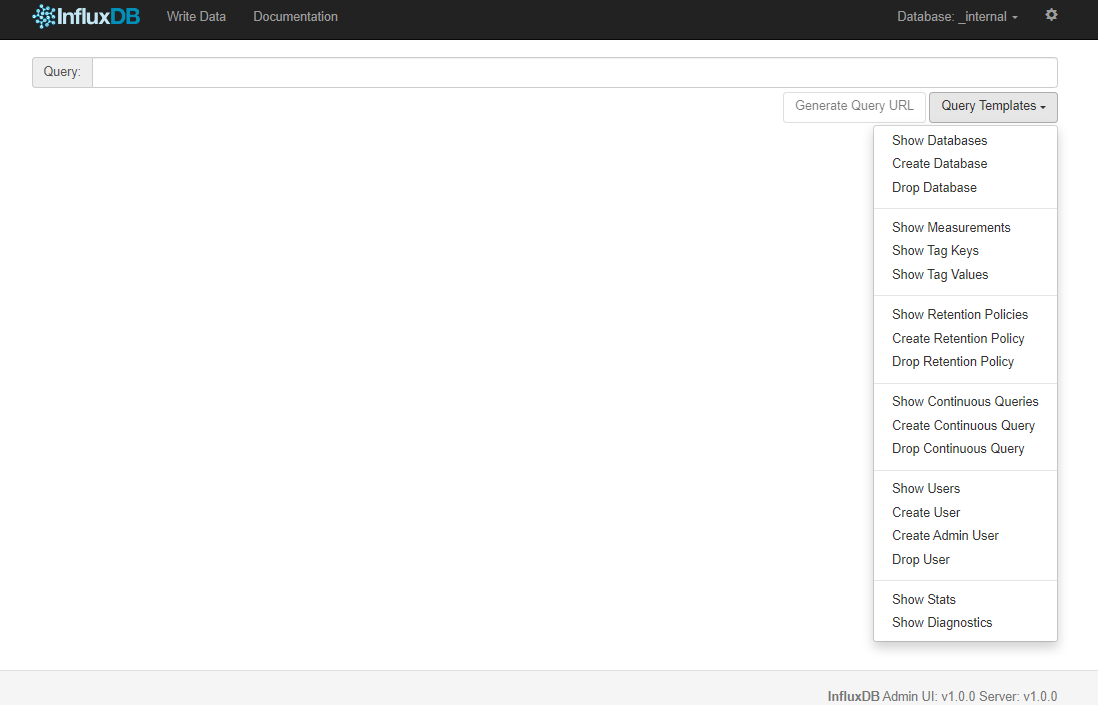 InfluxDB Write Data Documentation Database: _internal
Query:
Generate Query URL Query Templates
Show Databases
Create Database
Drop Database
Show Measurements
Show Tag Keys
Show Tag Values
Show Retention Policies
Create Retention Policy
Drop Retention Policy
Show Continuous Queries
Create Continuous Query
Drop Continuous Query
Show Users
Create User
Create Admin User
Drop User
Show Stats
Show Diagnostics
InfluxDB Admin UI: v1.0.0 Server: v1.0.0